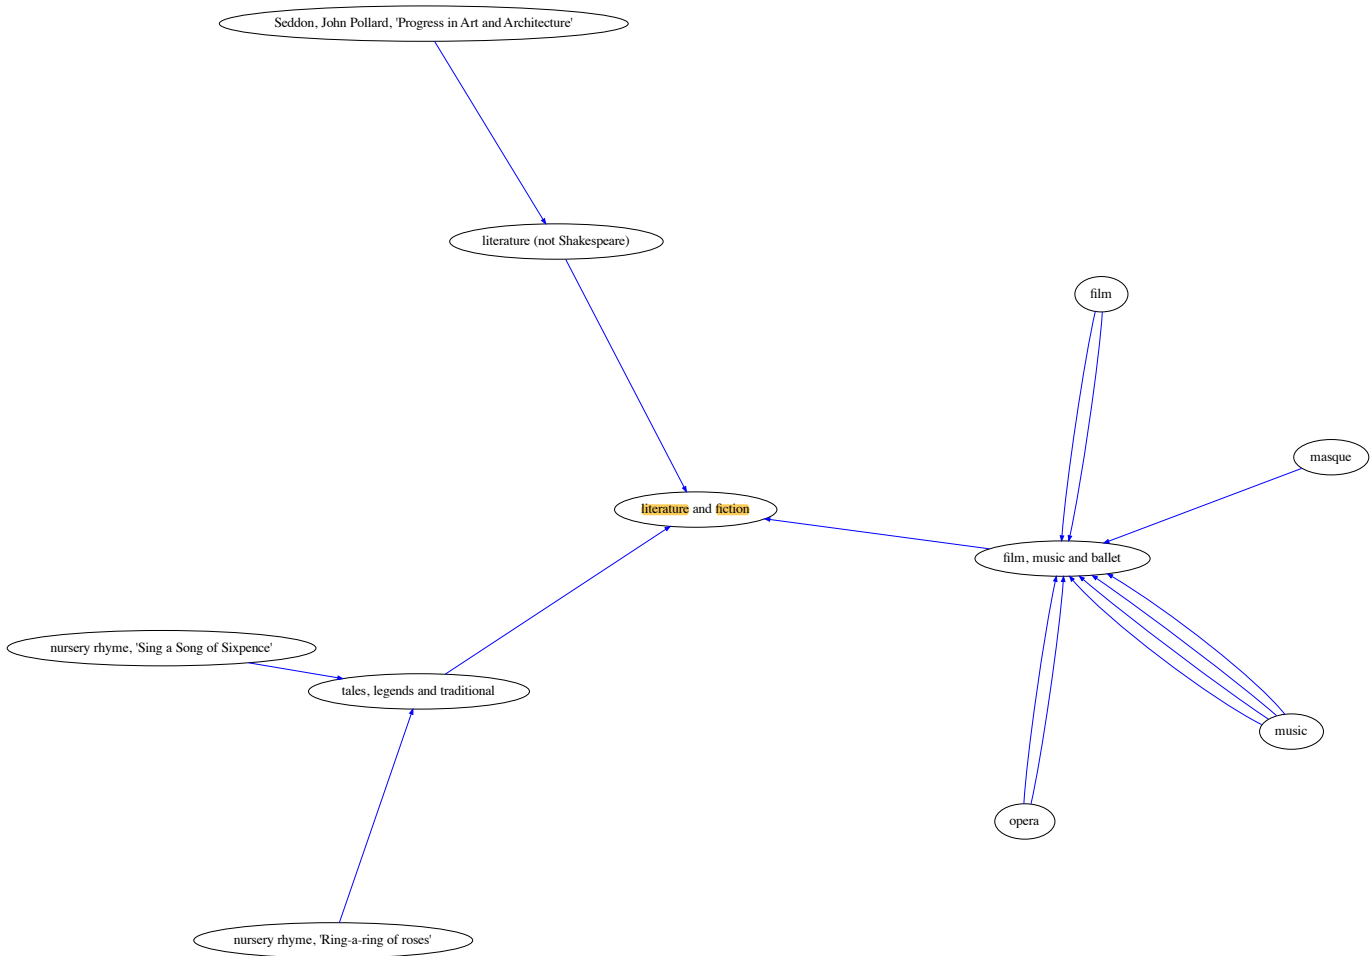 Seddon, John Pollard, 'Progress in Art and Architecture'
literature (not Shakespeare)
film
masque
literature and fiction
film, music and ballet
nursery rhyme, 'Sing a Song of Sixpence'
tales, legends and traditional
music
opera
nursery rhyme, 'Ring-a-ring of roses'